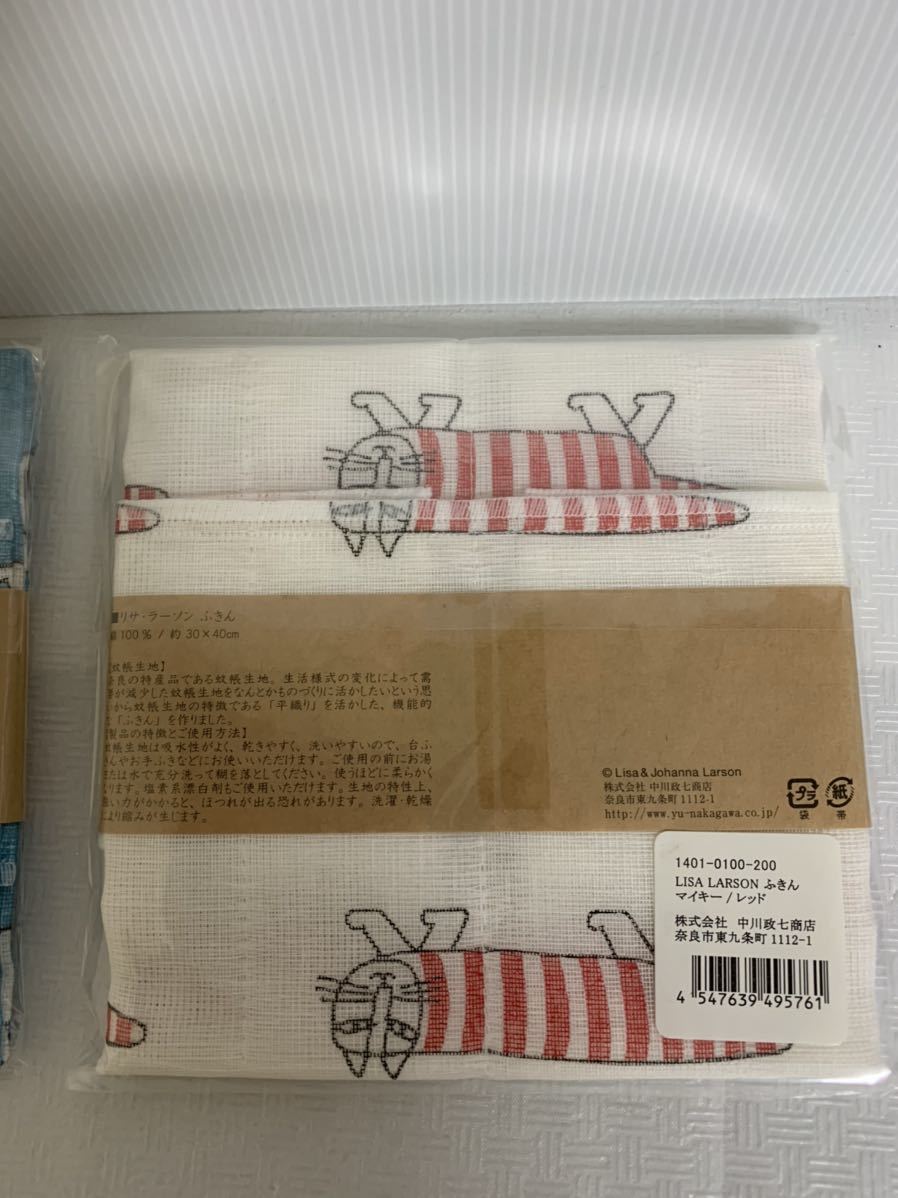 リサ・ラーソン ふきん
100% / 約 30×40cm
蚊帳生地】
良の特産品である蚊帳生地。生活様式の変化によって需
が減少した蚊帳生地をなんとかものづくりに活かしたいという思
から蚊帳生地の特徴である「平織り」を活かした、機能的
「ふきん」を作りました。
製品の特徴とご使用方法】
帳生地は吸水性がよく、乾きやすく、洗いやすいので、台ふ
んやお手ふきなどにお使いいただけます。ご使用の前にお湯
たは水で充分洗って糊を落としてください。使うほどに柔らかく
ります。塩素系漂白剤もご使用いただけます。生地の特性上、
い力がかかると、ほつれが出る恐れがあります。洗濯・乾燥
より縮みが生じます。
© Lisa & Johanna Larson
株式会社 中川政七商店
奈良市東九条町 1112-1
http://www.yu-nakagawa.co.jp/
プラ 袋
紙 帯
1401-0100-200
LISA LARSON ふきん
マイキー / レッド
株式会社 中川政七商店
奈良市東九条町 1112-1
4 547639 495761